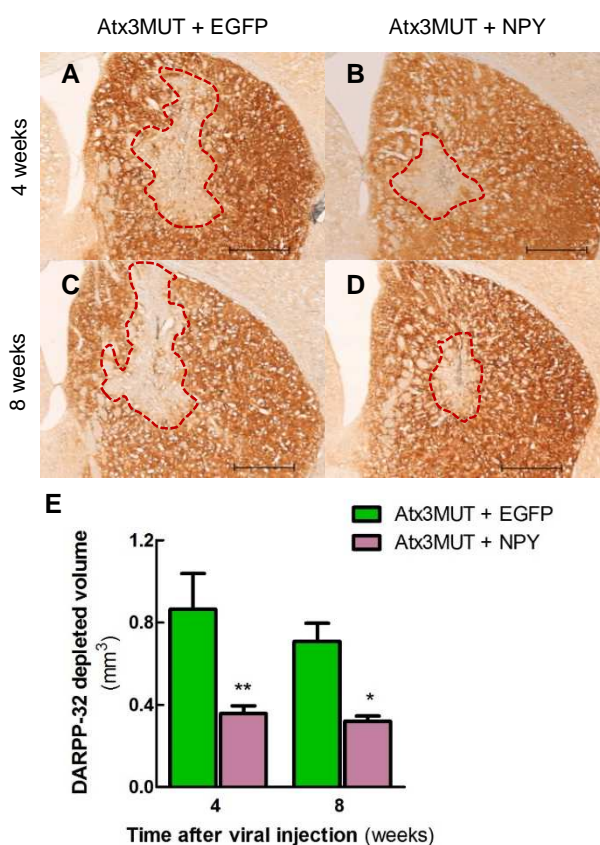 Atx3MUT + EGFP
Atx3MUT + NPY
4 weeks
A
B
8 weeks
C
D
E
Atx3MUT + EGFP
Atx3MUT + NPY
DARPP-32 depleted volume
(mm³)
1.2
0.8
0.4
0.0
**
*
4
8
Time after viral injection (weeks)